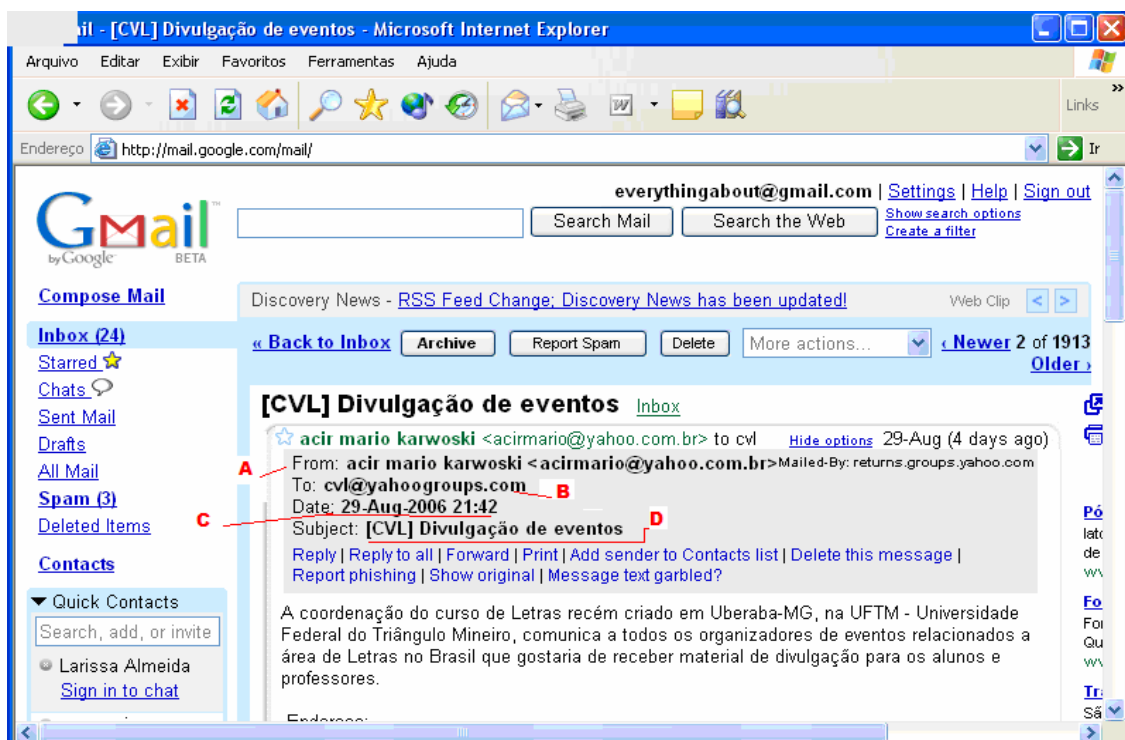 il - [CVL] Divulgação de eventos - Microsoft Internet Explorer
Arquivo Editar Exibir Favoritos Ferramentas Ajuda
Links
Endereço http://mail.google.com/mail/ Ir
everythingabout@gmail.com | Settings | Help | Sign out
Gmail™ by Google BETA
Search Mail Search the Web Show search options
Create a filter
Compose Mail
Discovery News - RSS Feed Change; Discovery News has been updated! Web Clip < >
Inbox (24)
« Back to Inbox Archive Report Spam Delete More actions... ‹ Newer 2 of 1913
Older ›
Starred
Chats
Sent Mail
Drafts
All Mail
Spam (3)
Deleted Items
Contacts
Quick Contacts
Search, add, or invite
Larissa Almeida
Sign in to chat
[CVL] Divulgação de eventos Inbox
acir mario karwoski <acirmario@yahoo.com.br> to cvl Hide options 29-Aug (4 days ago)
A From: acir mario karwoski <acirmario@yahoo.com.br> Mailed-By: returns.groups.yahoo.com
To: cvl@yahoogroups.com B
C Date: 29-Aug-2006 21:42 D
Subject: [CVL] Divulgação de eventos
Reply | Reply to all | Forward | Print | Add sender to Contacts list | Delete this message |
Report phishing | Show original | Message text garbled?
A coordenação do curso de Letras recém criado em Uberaba-MG, na UFTM - Universidade
Federal do Triângulo Mineiro, comunica a todos os organizadores de eventos relacionados a
área de Letras no Brasil que gostaria de receber material de divulgação para os alunos e
professores.
Pó
lato
de
Fo
For
Qu
Tra
Sã